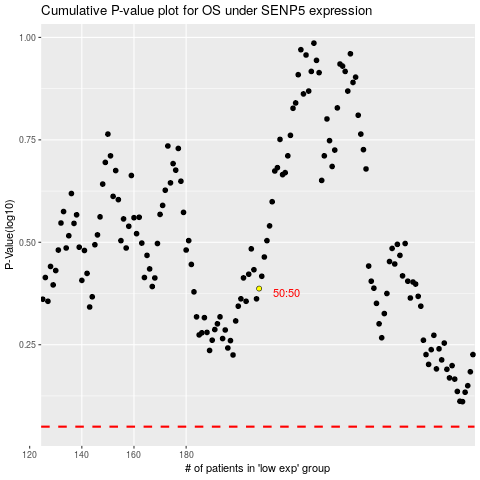 Cumulative P-value plot for OS under SENP5 expression
1.00
0.75
0.50
0.25
P-Value(log10)
50:50
120 140 160 180
# of patients in 'low exp' group